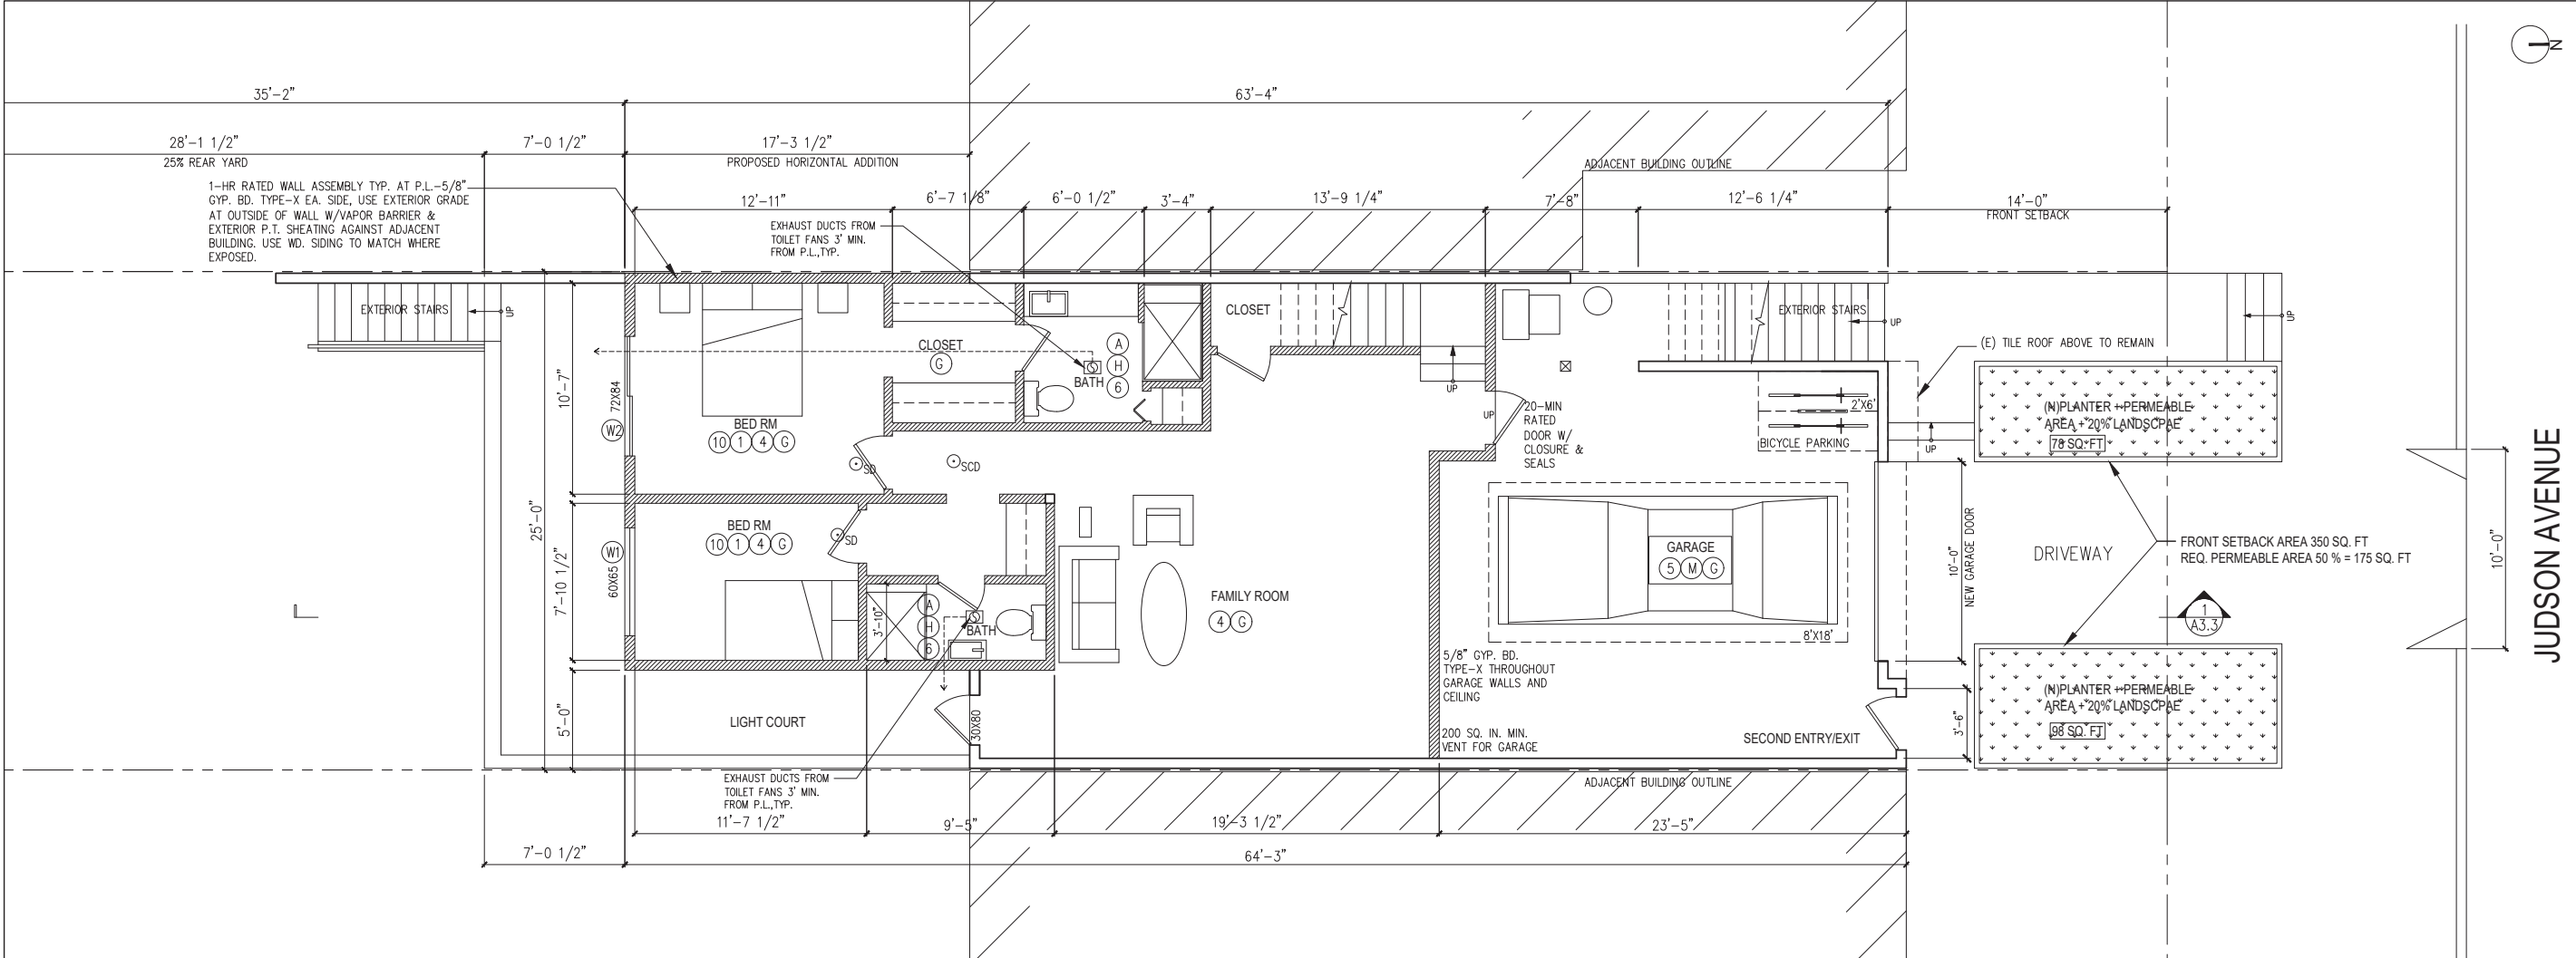 N
35'-2"
63'-4"
28'-1 1/2"
7'-0 1/2"
17'-3 1/2"
25% REAR YARD
PROPOSED HORIZONTAL ADDITION
ADJACENT BUILDING OUTLINE
1-HR RATED WALL ASSEMBLY TYP. AT P.L.-5/8"
GYP. BD. TYPE-X EA. SIDE, USE EXTERIOR GRADE
AT OUTSIDE OF WALL W/VAPOR BARRIER &
EXTERIOR P.T. SHEATING AGAINST ADJACENT
BUILDING. USE WD. SIDING TO MATCH WHERE
EXPOSED.
12'-11"
6'-7 1/8"
6'-0 1/2"
3'-4"
13'-9 1/4"
7'-8"
12'-6 1/4"
14'-0"
FRONT SETBACK
EXHAUST DUCTS FROM
TOILET FANS 3' MIN.
FROM P.L.,TYP.
EXTERIOR STAIRS
UP
CLOSET
G
BATH
A
H
6
CLOSET
UP
EXTERIOR STAIRS
UP
UP
(E) TILE ROOF ABOVE TO REMAIN
10'-7"
72X84
W2
BED RM
10 1 4 G
SD
SCD
UP
20-MIN
RATED
DOOR W/
CLOSURE &
SEALS
2'X6'
BICYCLE PARKING
UP
(N)PLANTER +PERMEABLE
AREA + 20% LANDSCPAE
78 SQ. FT
25'-0"
7'-10 1/2"
60X65
W1
BED RM
10 1 4 G
SD
3'-10"
A
H
6
BATH
FAMILY ROOM
4 G
GARAGE
5 M G
8'X18'
10'-0"
NEW GARAGE DOOR
DRIVEWAY
FRONT SETBACK AREA 350 SQ. FT
REQ. PERMEABLE AREA 50 % = 175 SQ. FT
1
A3.3
10'-0"
JUDSON AVENUE
5/8" GYP. BD.
TYPE-X THROUGHOUT
GARAGE WALLS AND
CEILING
200 SQ. IN. MIN.
VENT FOR GARAGE
5'-0"
LIGHT COURT
30X80
SECOND ENTRY/EXIT
3'-6"
(N)PLANTER +PERMEABLE
AREA + 20% LANDSCPAE
98 SQ. FT
EXHAUST DUCTS FROM
TOILET FANS 3' MIN.
FROM P.L.,TYP.
ADJACENT BUILDING OUTLINE
11'-7 1/2"
9'-5"
19'-3 1/2"
23'-5"
7'-0 1/2"
64'-3"